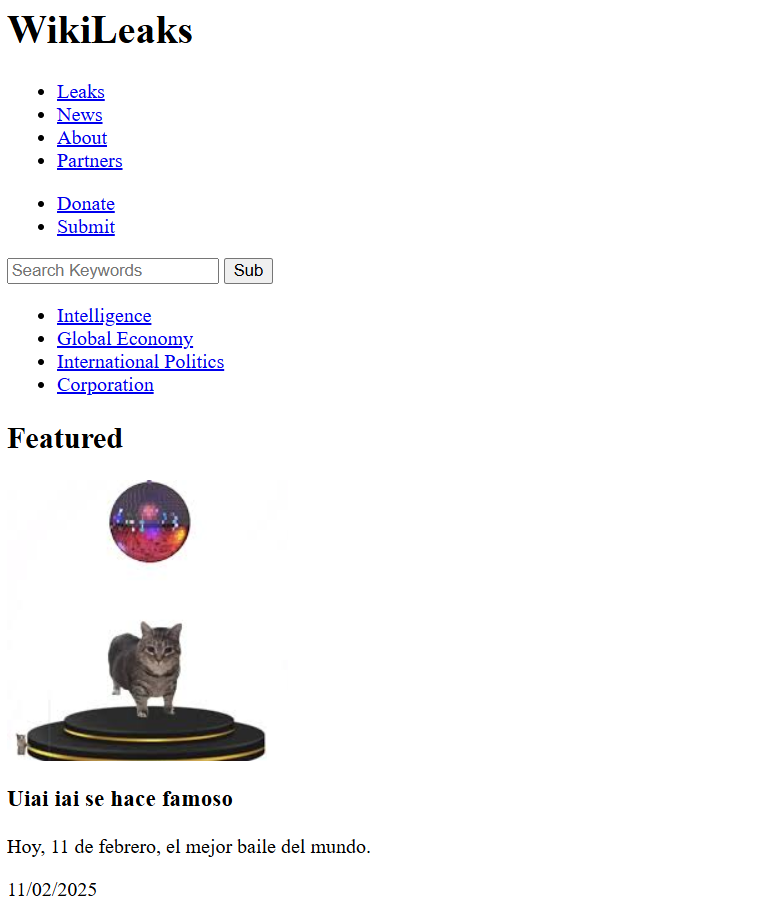 WikiLeaks
Leaks
News
About
Partners
Donate
Submit
Search Keywords Sub
Intelligence
Global Economy
International Politics
Corporation
Featured
Uiai iai se hace famoso
Hoy, 11 de febrero, el mejor baile del mundo.
11/02/2025